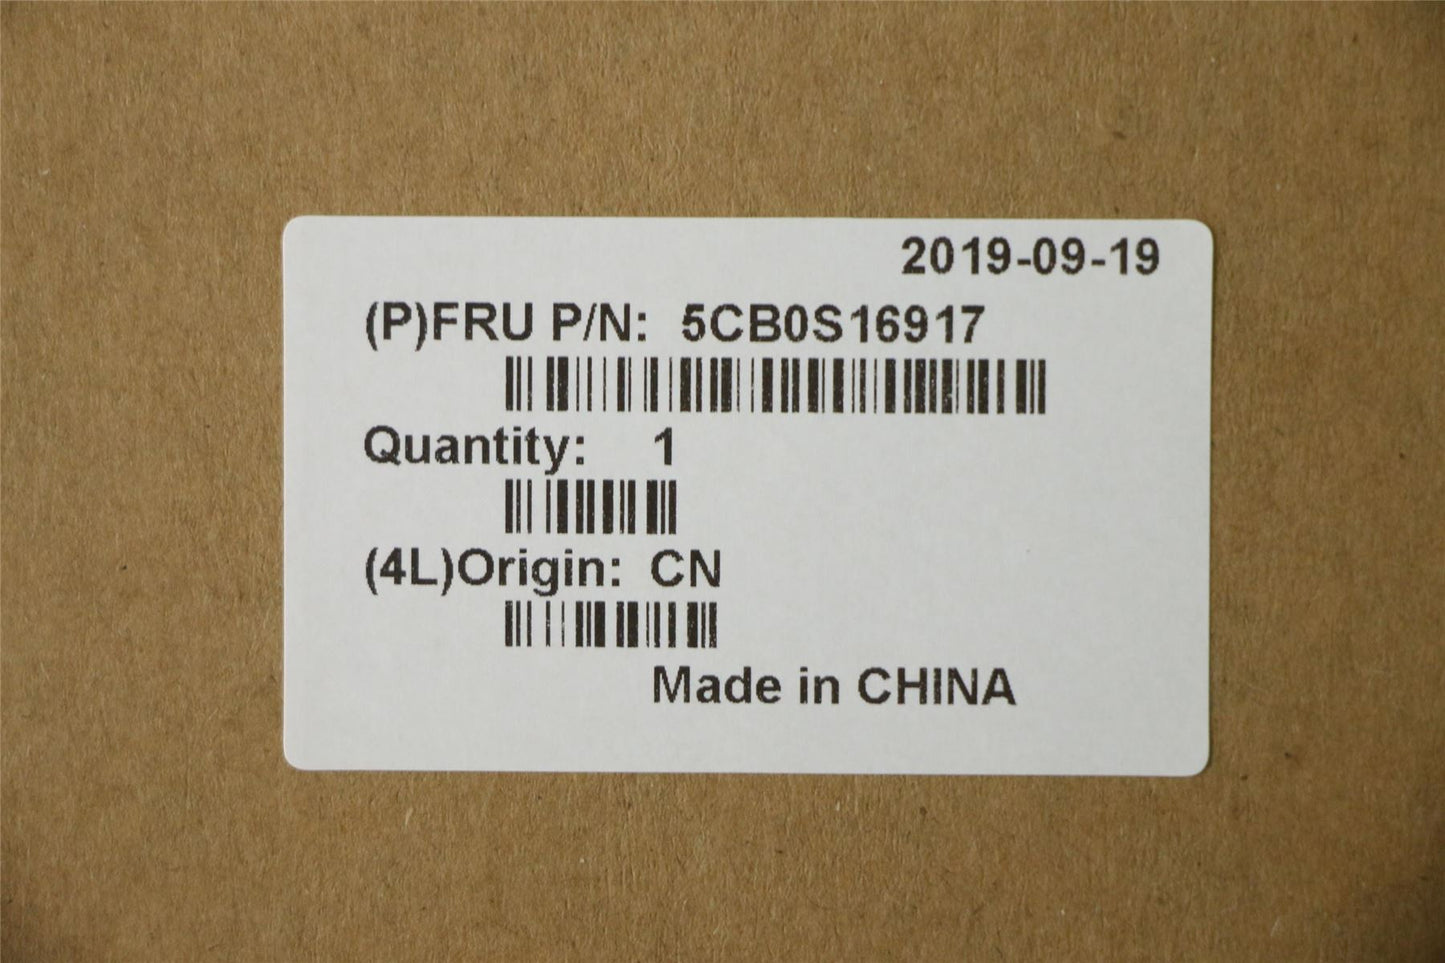 2019-09-19
(P)FRU P/N: 5CB0S16917
Quantity: 1
(4L)Origin: CN
Made in CHINA